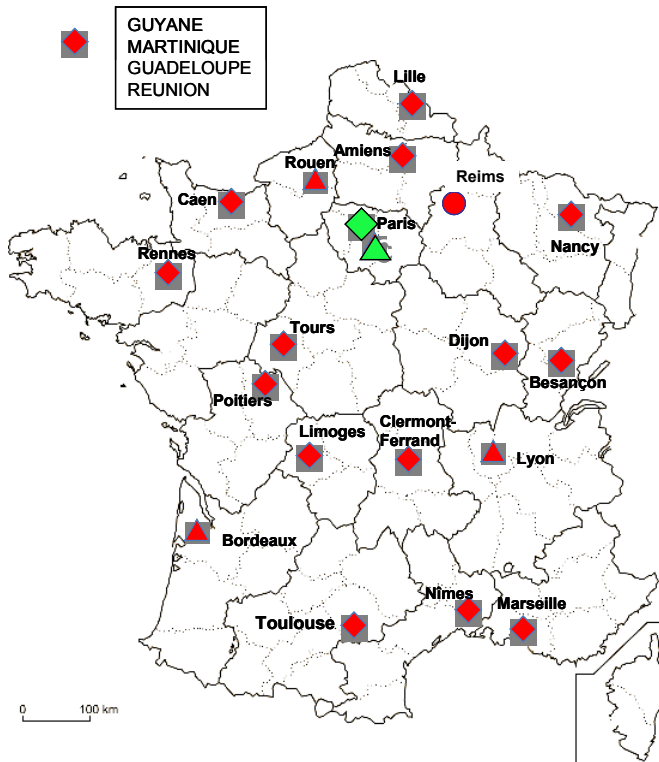 GUYANE
MARTINIQUE
GUADELOUPE
REUNION
Lille
Amiens
Rouen
Reims
Caen
Paris
Nancy
Rennes
Tours
Dijon
Besançon
Poitiers
Clermont-
Ferrand
Limoges
Lyon
Bordeaux
Nîmes
Marseille
Toulouse
0 100 km